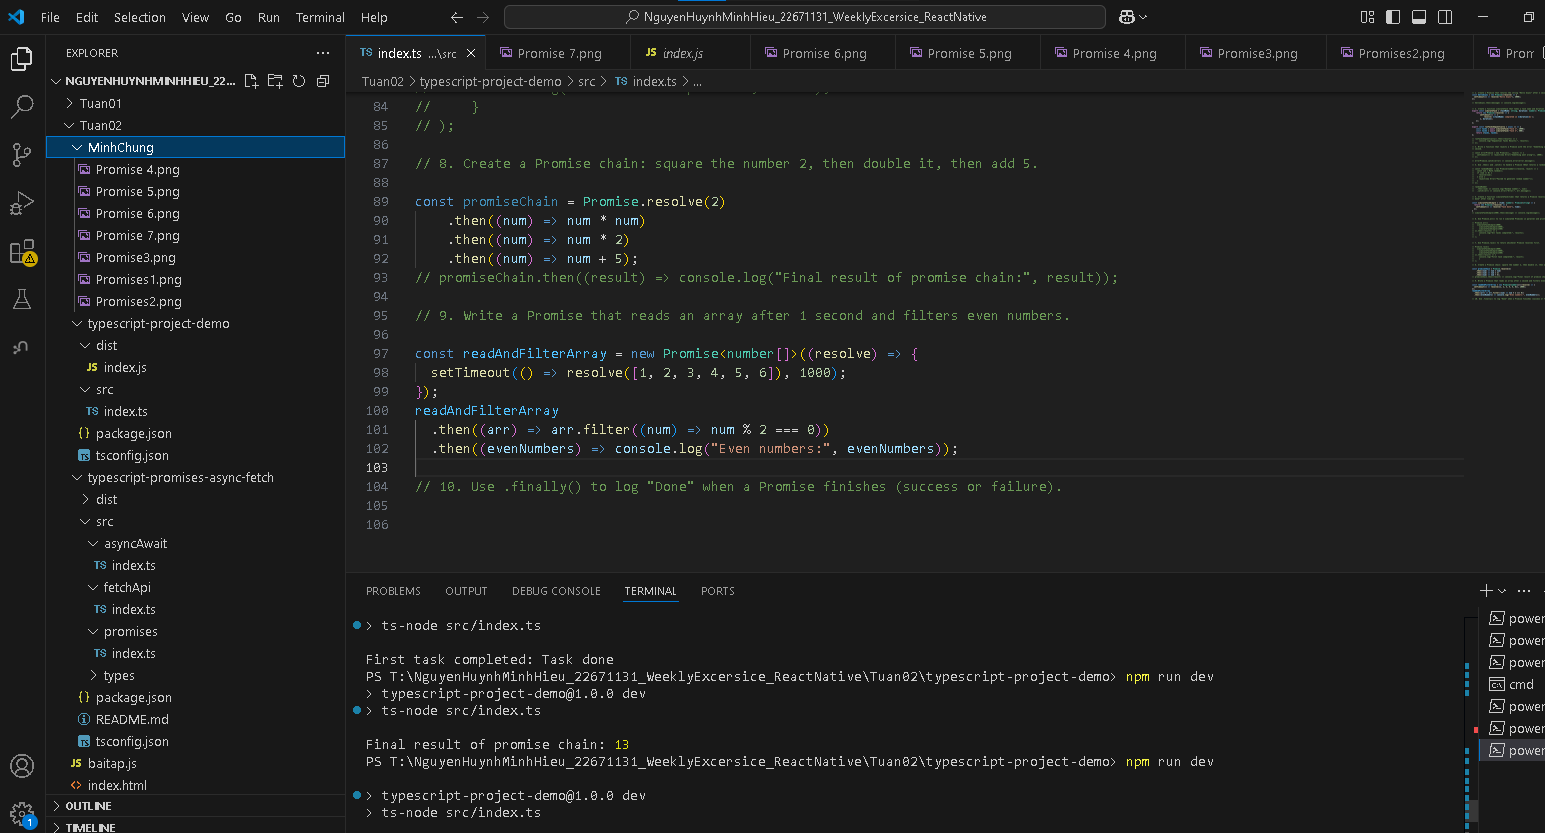 File Edit Selection View Go Run Terminal Help
NguyenHuynhMinhHieu_22671131_WeeklyExcersice_ReactNative
EXPLORER
NGUYENHUYNHMINHHIEU_22...
Tuan01
Tuan02
MinhChung
Promise 4.png
Promise 5.png
Promise 6.png
Promise 7.png
Promise3.png
Promises1.png
Promises2.png
typescript-project-demo
dist
JS index.js
src
TS index.ts
{} package.json
TS tsconfig.json
typescript-promises-async-fetch
dist
src
asyncAwait
TS index.ts
fetchApi
TS index.ts
promises
TS index.ts
types
{} package.json
README.md
TS tsconfig.json
JS baitap.js
<> index.html
OUTLINE
TIMELINE
1
TS index.ts ...\src Promise 7.png JS index.js Promise 6.png Promise 5.png Promise 4.png Promise3.png Promises2.png Prom
Tuan02 > typescript-project-demo > src > TS index.ts > ...
84 // }
85 // );
86
87 // 8. Create a Promise chain: square the number 2, then double it, then add 5.
88
89 const promiseChain = Promise.resolve(2)
90 .then((num) => num * num)
91 .then((num) => num * 2)
92 .then((num) => num + 5);
93 // promiseChain.then((result) => console.log("Final result of promise chain:", result));
94
95 // 9. Write a Promise that reads an array after 1 second and filters even numbers.
96
97 const readAndFilterArray = new Promise<number[]>((resolve) => {
98 setTimeout(() => resolve([1, 2, 3, 4, 5, 6]), 1000);
99 });
100 readAndFilterArray
101 .then((arr) => arr.filter((num) => num % 2 === 0))
102 .then((evenNumbers) => console.log("Even numbers:", evenNumbers));
103
104 // 10. Use .finally() to log "Done" when a Promise finishes (success or failure).
105
106
PROBLEMS OUTPUT DEBUG CONSOLE TERMINAL PORTS
> ts-node src/index.ts
First task completed: Task done
PS T:\NguyenHuynhMinhHieu_22671131_WeeklyExcersice_ReactNative\Tuan02\typescript-project-demo> npm run dev
> typescript-project-demo@1.0.0 dev
> ts-node src/index.ts
Final result of promise chain: 13
PS T:\NguyenHuynhMinhHieu_22671131_WeeklyExcersice_ReactNative\Tuan02\typescript-project-demo> npm run dev
> typescript-project-demo@1.0.0 dev
> ts-node src/index.ts
power
power
power
cmd
power
power
power